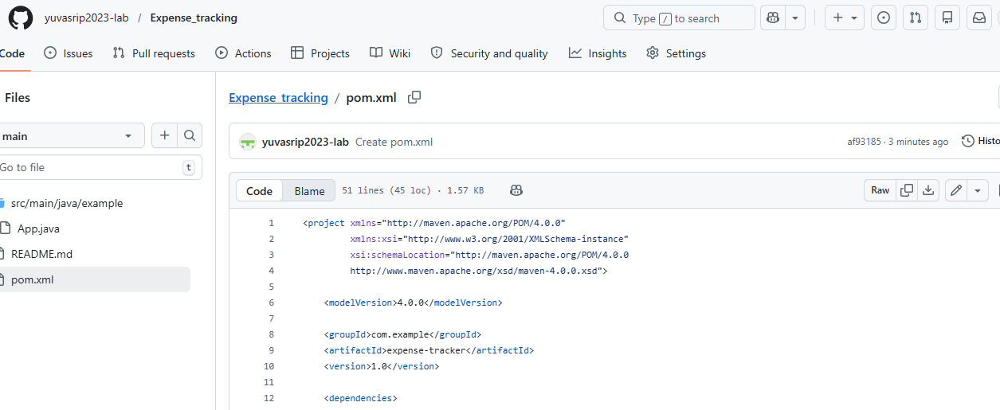 yuvasrip2023-lab / Expense_tracking
Type / to search
Code
Issues
Pull requests
Actions
Projects
Wiki
Security and quality
Insights
Settings
Files
main
Go to file
t
src/main/java/example
App.java
README.md
pom.xml
Expense_tracking / pom.xml
yuvasrip2023-lab Create pom.xml
af93185 · 3 minutes ago
Histo
Code
Blame
51 lines (45 loc) · 1.57 KB
Raw
1 <project xmlns="http://maven.apache.org/POM/4.0.0"
2 xmlns:xsi="http://www.w3.org/2001/XMLSchema-instance"
3 xsi:schemaLocation="http://maven.apache.org/POM/4.0.0
4 http://www.maven.apache.org/xsd/maven-4.0.0.xsd">
5
6 <modelVersion>4.0.0</modelVersion>
7
8 <groupId>com.example</groupId>
9 <artifactId>expense-tracker</artifactId>
10 <version>1.0</version>
11
12 <dependencies>